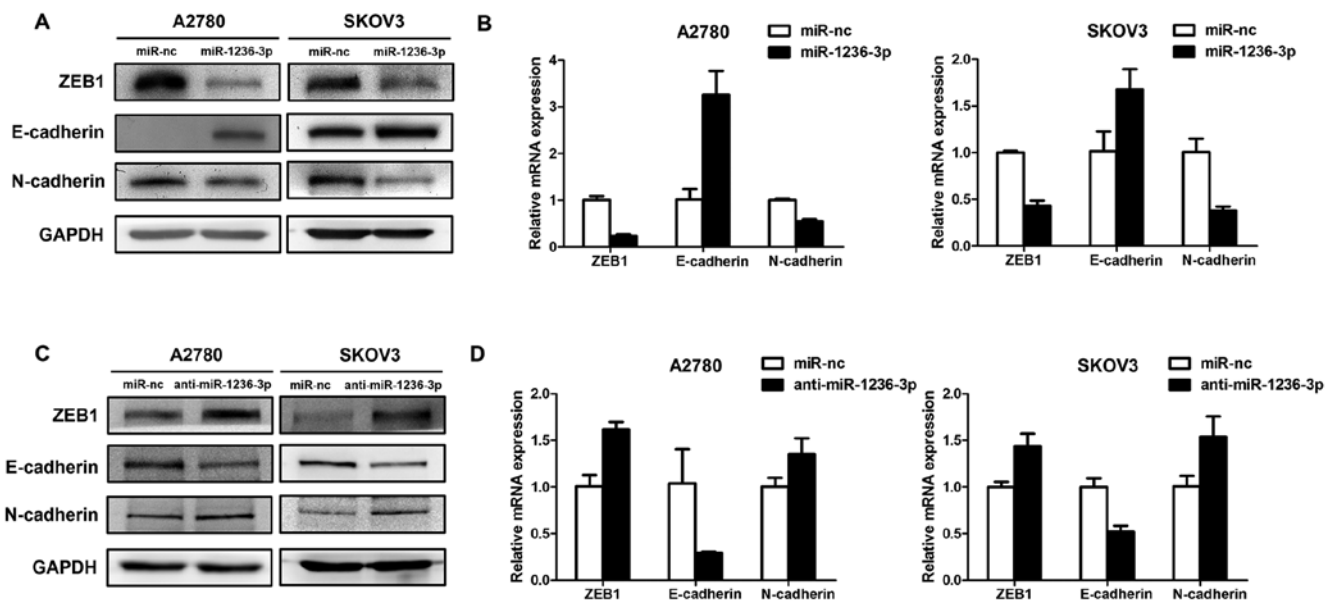 A
A2780 SKOV3
miR-nc miR-1236-3p miR-nc miR-1236-3p
ZEB1
E-cadherin
N-cadherin
GAPDH
B
A2780
miR-nc
miR-1236-3p
Relative mRNA expression
5
4
2
1
0
ZEB1 E-cadherin N-cadherin
SKOV3
miR-nc
miR-1236-3p
Relative mRNA expression
2.0
1.5
1.0
0.5
0.0
ZEB1 E-cadherin N-cadherin
C
A2780 SKOV3
miR-nc anti-miR-1236-3p miR-nc anti-miR-1236-3p
ZEB1
E-cadherin
N-cadherin
GAPDH
D
A2780
miR-nc
anti-miR-1236-3p
Relative mRNA expression
2.0
1.5
1.0
0.5
0.0
ZEB1 E-cadherin N-cadherin
SKOV3
miR-nc
anti-miR-1236-3p
Relative mRNA expression
2.0
1.5
1.0
0.5
0.0
ZEB1 E-cadherin N-cadherin